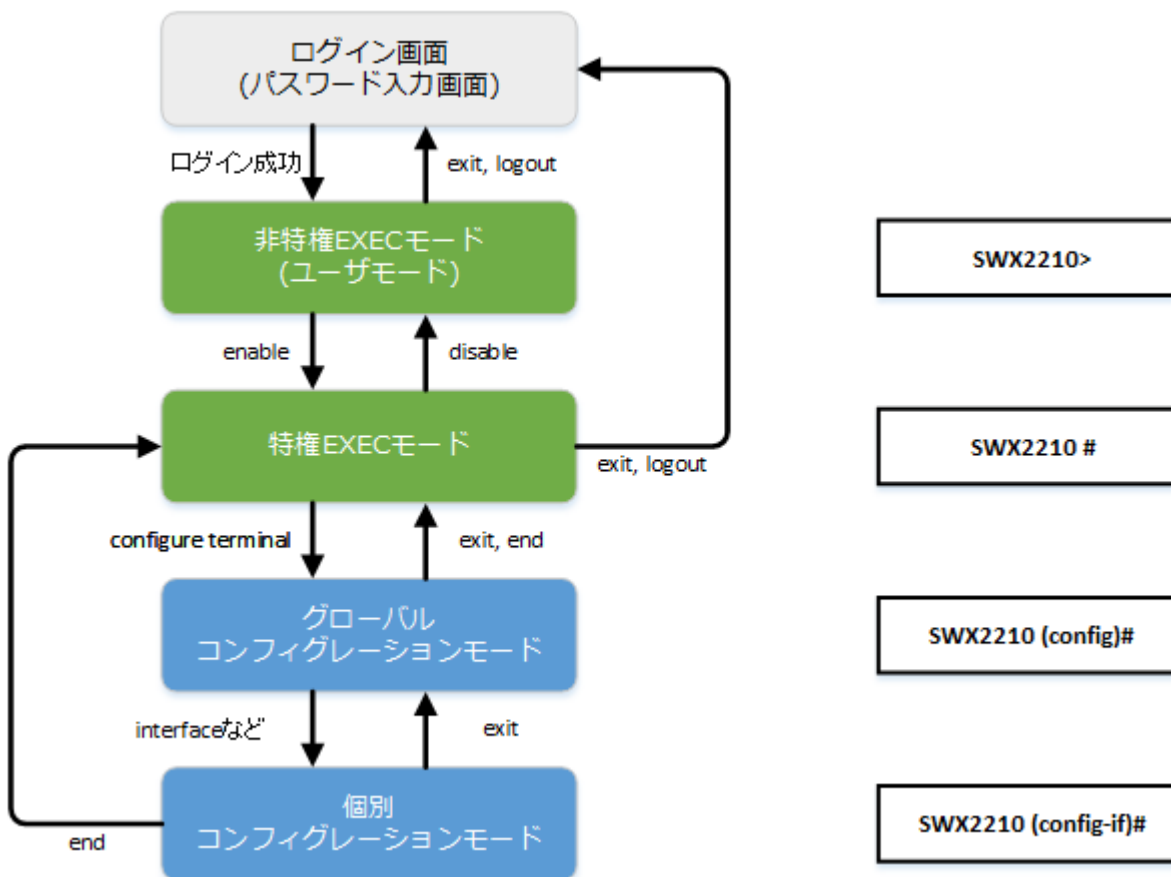 ログイン画面
(パスワード入力画面)
ログイン成功
exit, logout
非特権EXECモード
(ユーザモード)
SWX2210>
enable
disable
特権EXECモード
SWX2210 #
exit, logout
configure terminal
exit, end
グローバル
コンフィグレーションモード
SWX2210 (config)#
interfaceなど
exit
個別
コンフィグレーションモード
SWX2210 (config-if)#
end